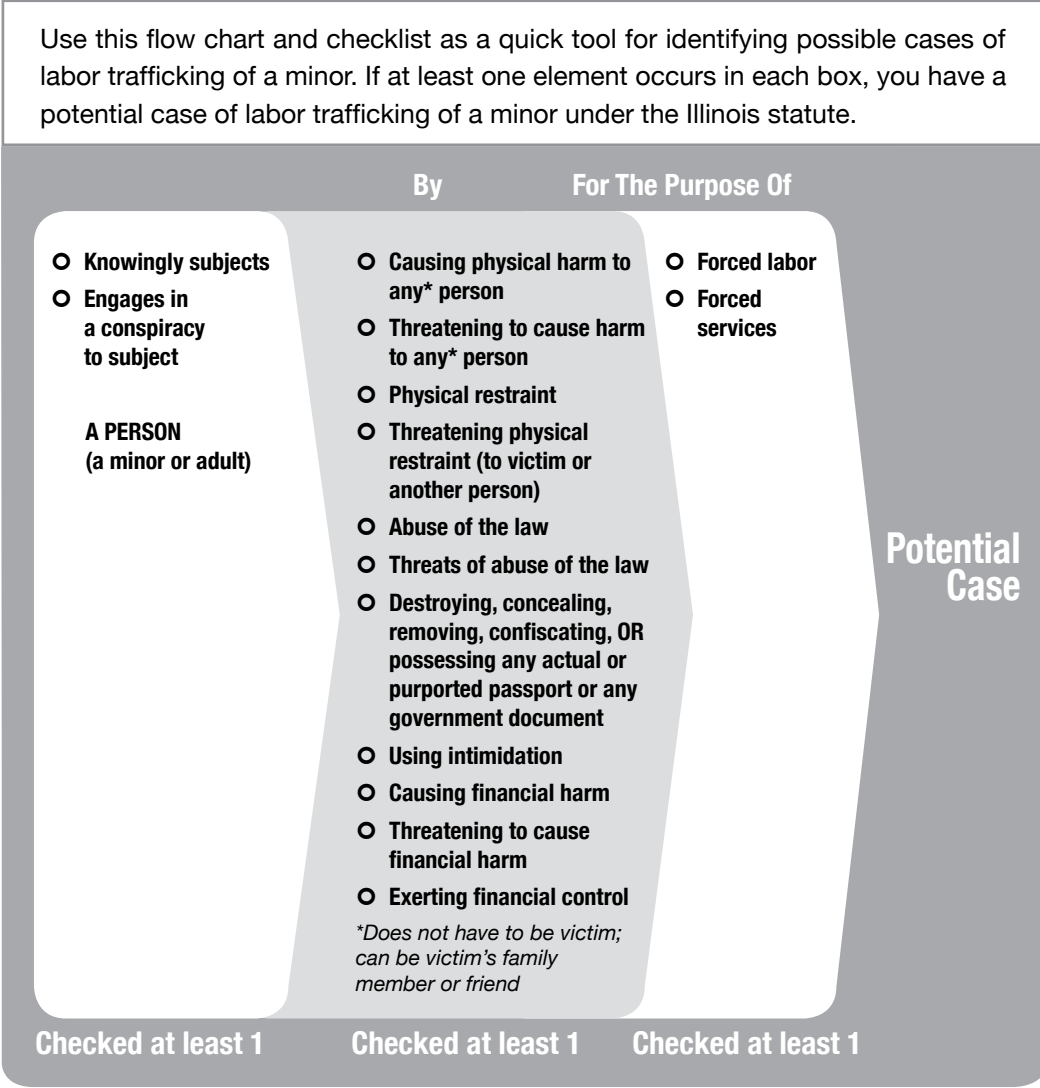 Use this flow chart and checklist as a quick tool for identifying possible cases of
labor trafficking of a minor. If at least one element occurs in each box, you have a
potential case of labor trafficking of a minor under the Illinois statute.
By
For The Purpose Of
Knowingly subjects
Engages in
a conspiracy
to subject
A PERSON
(a minor or adult)
Causing physical harm to
any* person
Threatening to cause harm
to any* person
Physical restraint
Threatening physical
restraint (to victim or
another person)
Abuse of the law
Threats of abuse of the law
Destroying, concealing,
removing, confiscating, OR
possessing any actual or
purported passport or any
government document
Using intimidation
Causing financial harm
Threatening to cause
financial harm
Exerting financial control
*Does not have to be victim;
can be victim's family
member or friend
Forced labor
Forced
services
Potential
Case
Checked at least 1
Checked at least 1
Checked at least 1